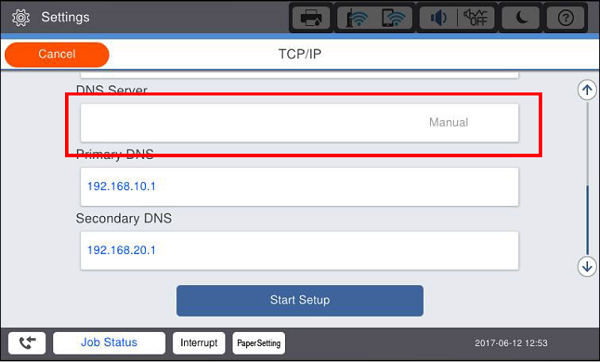 Settings
OFF
?
Cancel
TCP/IP
DNS Server
Manual
Primary DNS
192.168.10.1
Secondary DNS
192.168.20.1
Start Setup
Job Status
Interrupt
PaperSetting
2017-06-12 12:53